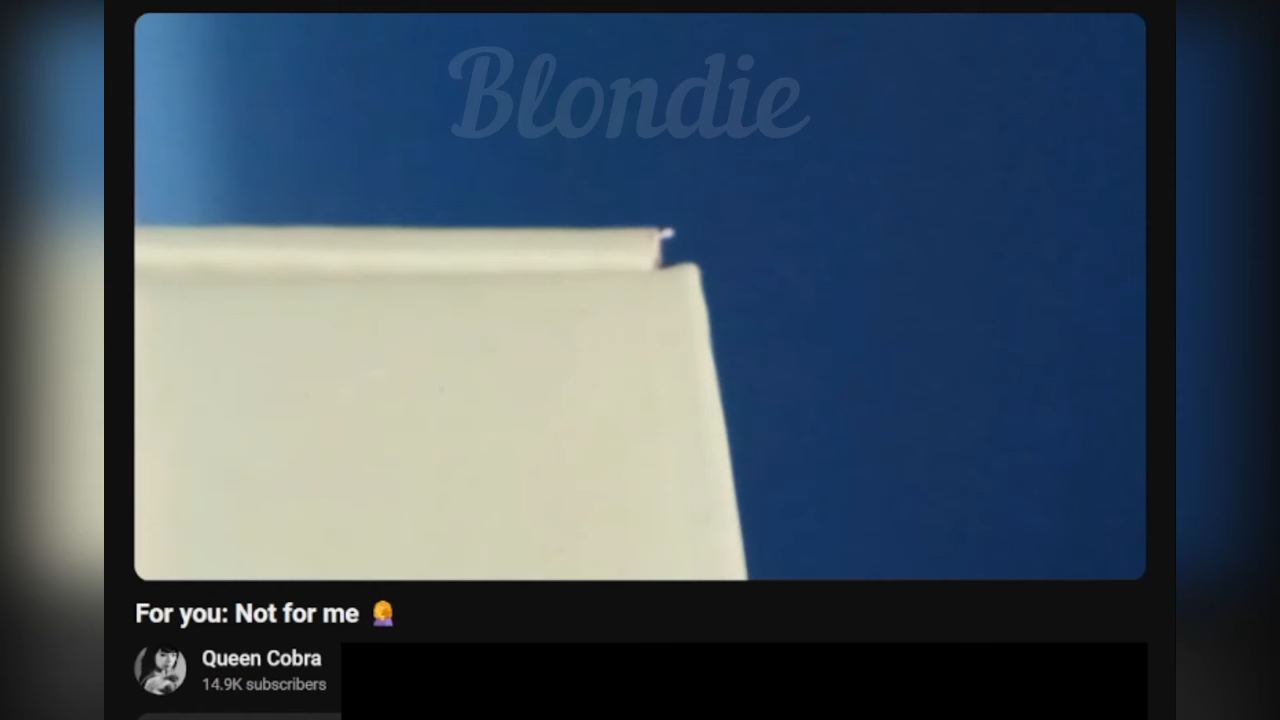 Blondie
For you: Not for me 🤦‍♀️
Queen Cobra
14.9K subscribers